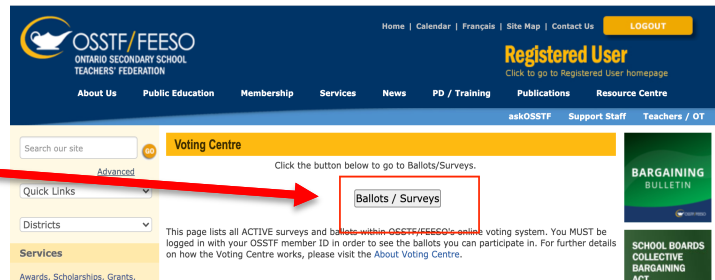 Home | Calendar | Français | Site Map | Contact Us
LOGOUT
OSSTF/FEESO
ONTARIO SECONDARY SCHOOL
TEACHERS' FEDERATION
Registered User
Click to go to Registered User homepage
About Us Public Education Membership Services News PD / Training Publications Resource Centre
askOSSTF Support Staff Teachers / OT
Search our site
GO
Advanced
Quick Links
Districts
Services
Awards, Scholarships, Grants,
Voting Centre
Click the button below to go to Ballots/Surveys.
Ballots / Surveys
This page lists all ACTIVE surveys and ballots within OSSTF/FEESO's online voting system. You MUST be
logged in with your OSSTF member ID in order to see the ballots you can participate in. For further details
on how the Voting Centre works, please visit the About Voting Centre.
BARGAINING
BULLETIN
SCHOOL BOARDS
COLLECTIVE
BARGAINING
ACT